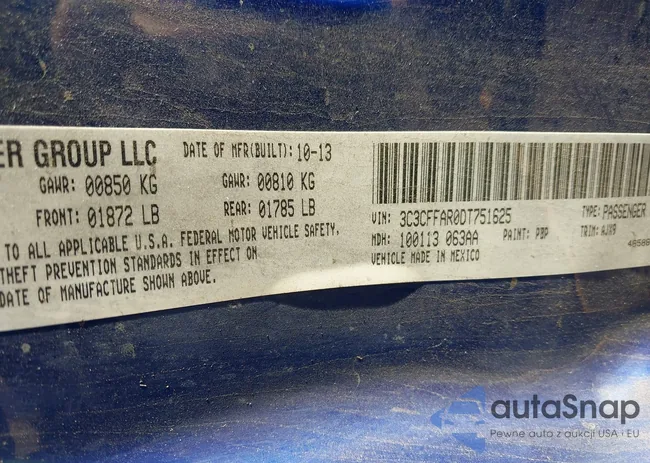 ER GROUP LLC DATE OF MFR(BUILT): 10-13
GAWR: 00850 KG GAWR: 00810 KG
FRONT: 01872 LB REAR: 01785 LB
TO ALL APPLICABLE U.S.A. FEDERAL MOTOR VEHICLE SAFETY,
THEFT PREVENTION STANDARDS IN EFFECT ON
DATE OF MANUFACTURE SHOWN ABOVE.
VIN: 3C3CFFAR0DT751625 TYPE: PASSENGER
MDH: 100113 063AA PAINT: PBP TRIM: AJX9
VEHICLE MADE IN MEXICO
autaSnap
Pewne auta z aukcji USA i EU